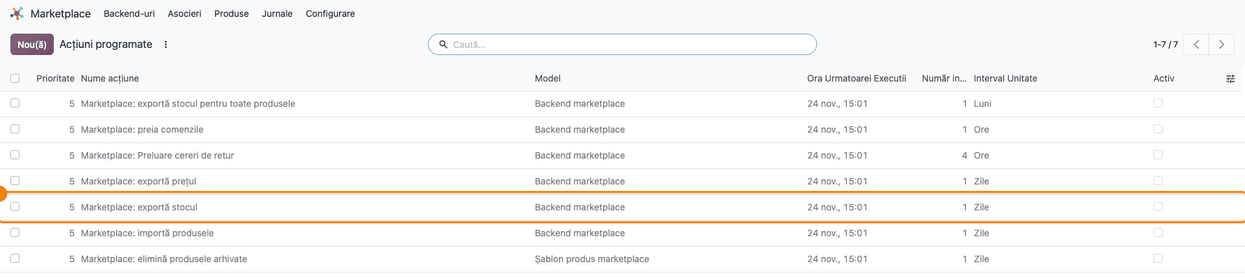 Marketplace Backend-uri Asocieri Produse Jurnale Configurare
Nou(ă) Acțiuni programate Caută... 1-7 / 7
Prioritate Nume acțiune Model Ora Urmatoarei Executii Număr in... Interval Unitate Activ
5 Marketplace: exportă stocul pentru toate produsele Backend marketplace 24 nov., 15:01 1 Luni
5 Marketplace: preia comenzile Backend marketplace 24 nov., 15:01 1 Ore
5 Marketplace: Preluare cereri de retur Backend marketplace 24 nov., 15:01 4 Ore
5 Marketplace: exportă prețul Backend marketplace 24 nov., 15:01 1 Zile
5 Marketplace: exportă stocul Backend marketplace 24 nov., 15:01 1 Zile
5 Marketplace: importă produsele Backend marketplace 24 nov., 15:01 1 Zile
5 Marketplace: elimină produsele arhivate Șablon produs marketplace 24 nov., 15:01 1 Zile